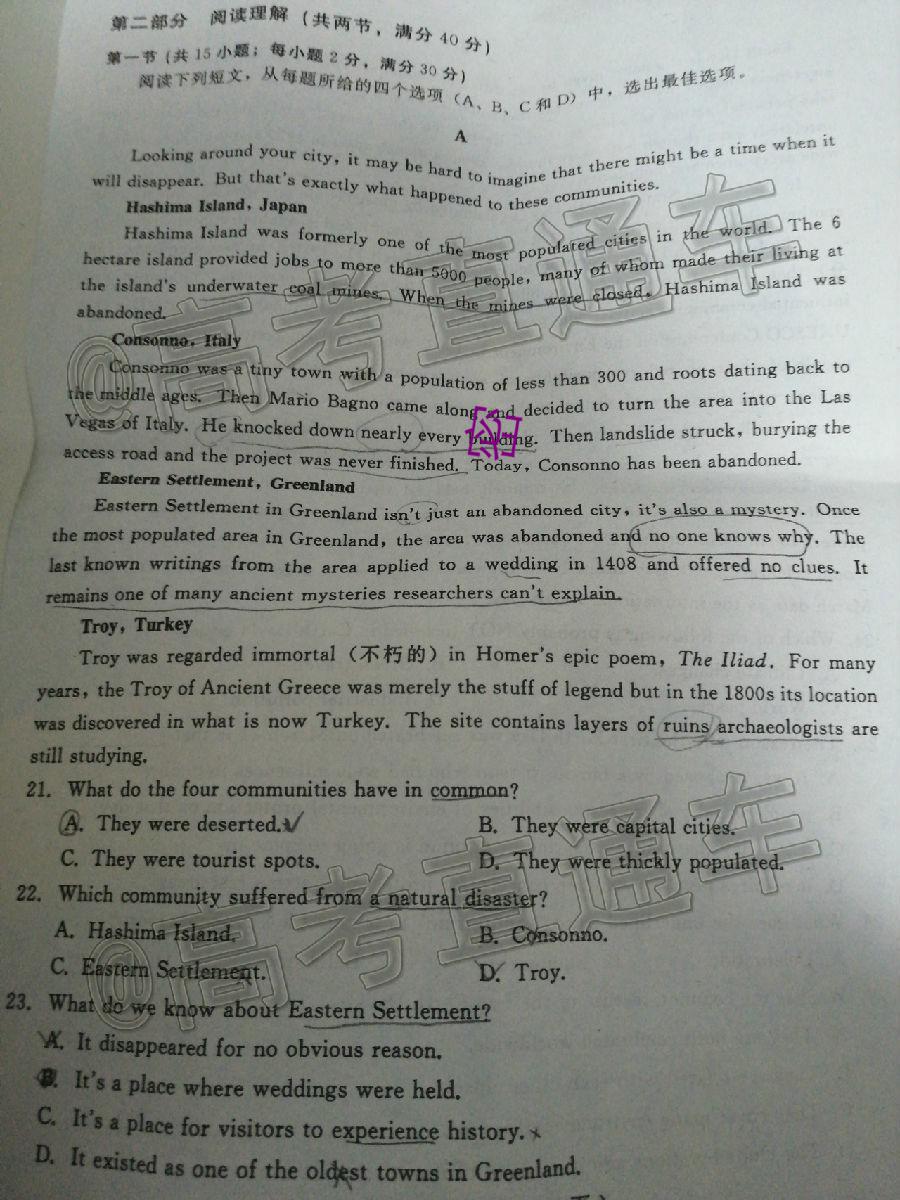 第二部分 阅读理解（共两节，满分40分）
第一节（共15小题；每小题2分，满分30分）
阅读下列短文，从每题所给的四个选项（A、B、C和D）中，选出最佳选项。
A
Looking around your city, it may be hard to imagine that there might be a time when it
will disappear. But that's exactly what happened to these communities.
Hashima Island, Japan
Hashima Island was formerly one of the most populated cities in the world. The 6
hectare island provided jobs to more than 5000 people, many of whom made their living at
the island's underwater coal mines. When the mines were closed, Hashima Island was
abandoned.
Consonno, Italy
Consonno was a tiny town with a population of less than 300 and roots dating back to
the middle ages. Then Mario Bagno came along and decided to turn the area into the Las
Vegas of Italy. He knocked down nearly every building. Then landslide struck, burying the
access road and the project was never finished. Today, Consonno has been abandoned.
Eastern Settlement, Greenland
Eastern Settlement in Greenland isn't just an abandoned city, it's also a mystery. Once
the most populated area in Greenland, the area was abandoned and no one knows why. The
last known writings from the area applied to a wedding in 1408 and offered no clues. It
remains one of many ancient mysteries researchers can't explain.
Troy, Turkey
Troy was regarded immortal (不朽的) in Homer's epic poem, The Iliad. For many
years, the Troy of Ancient Greece was merely the stuff of legend but in the 1800s its location
was discovered in what is now Turkey. The site contains layers of ruins archaeologists are
still studying.
21. What do the four communities have in common?
A. They were deserted. B. They were capital cities.
C. They were tourist spots. D. They were thickly populated.
22. Which community suffered from a natural disaster?
A. Hashima Island. B. Consonno.
C. Eastern Settlement. D. Troy.
23. What do we know about Eastern Settlement?
A. It disappeared for no obvious reason.
B. It's a place where weddings were held.
C. It's a place for visitors to experience history.
D. It existed as one of the oldest towns in Greenland.
@高考直通车
@高考直通车